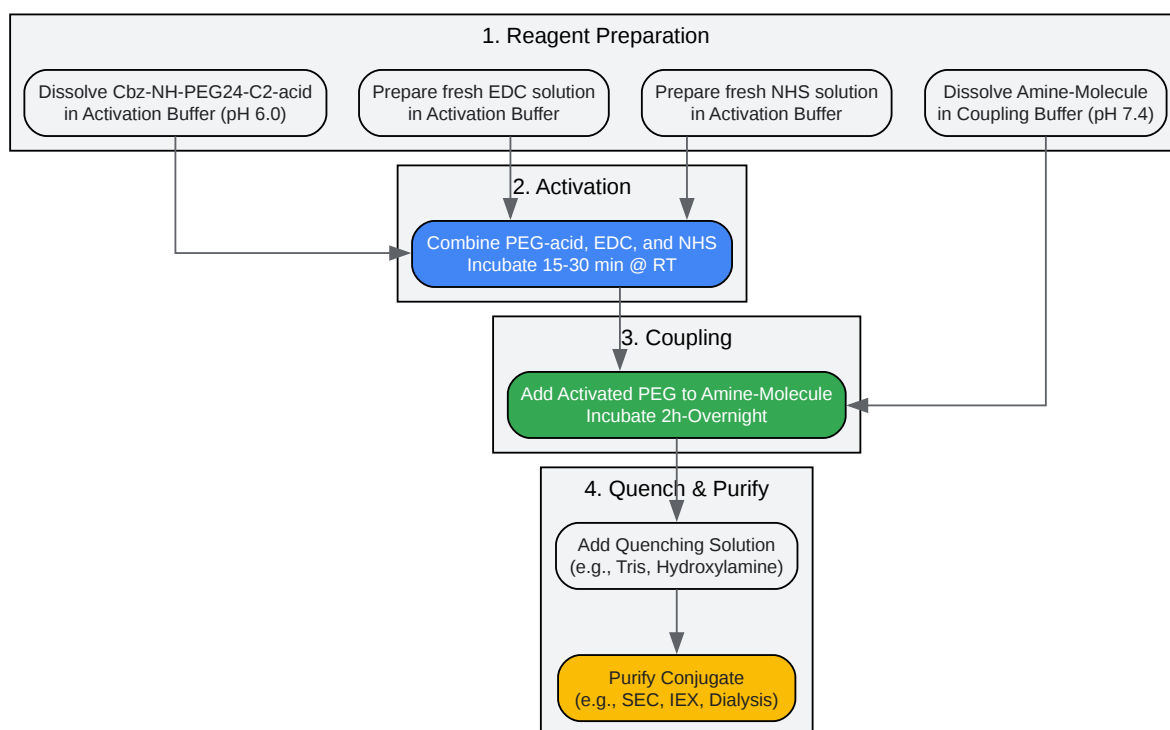 1. Reagent Preparation
Dissolve Cbz-NH-PEG24-C2-acid
in Activation Buffer (pH 6.0)
Prepare fresh EDC solution
in Activation Buffer
Prepare fresh NHS solution
in Activation Buffer
Dissolve Amine-Molecule
in Coupling Buffer (pH 7.4)
2. Activation
Combine PEG-acid, EDC, and NHS
Incubate 15-30 min @ RT
3. Coupling
Add Activated PEG to Amine-Molecule
Incubate 2h-Overnight
4. Quench & Purify
Add Quenching Solution
(e.g., Tris, Hydroxylamine)
Purify Conjugate
(e.g., SEC, IEX, Dialysis)